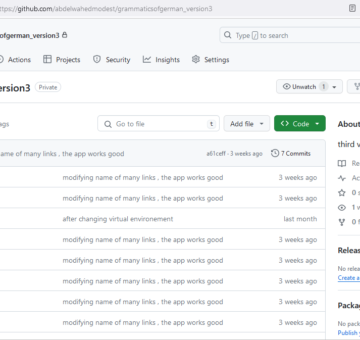 ttps://github.com/abdelwahedmodest/grammaticsofgerman_version3
sofgerman_version3
Type / to search
Actions
Projects
Security
Insights
Settings
ersion3
Private
Unwatch 1
ags
Go to file
t
Add file
Code
Abou
third v
ame of many links , the app works good
3 weeks ago
7 Commits
modifying name of many links , the app works good
3 weeks ago
modifying name of many links , the app works good
3 weeks ago
after changing virtual environement
last month
modifying name of many links , the app works good
3 weeks ago
modifying name of many links , the app works good
3 weeks ago
modifying name of many links , the app works good
3 weeks ago
modifying name of many links , the app works good
3 weeks ago
modifying name of many links , the app works good
3 weeks ago
Re
Ac
0
1 w
0
Relea
No relea
Create a
Packa
No pack
Publish